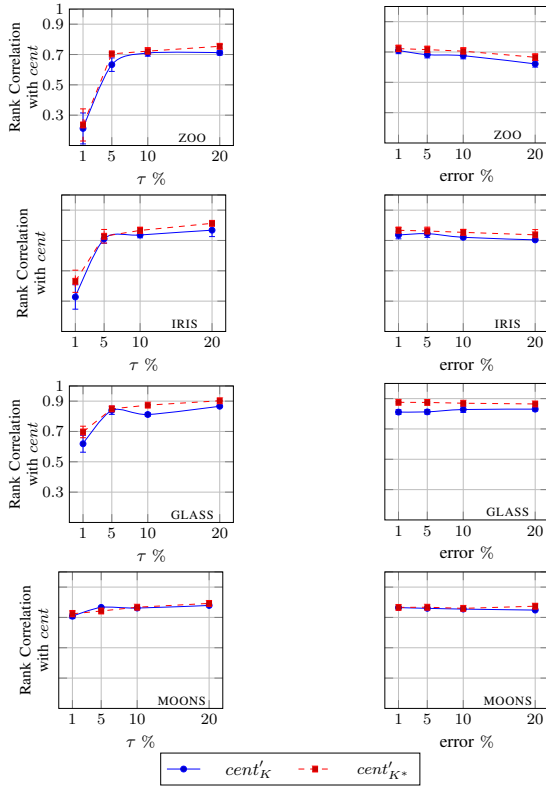 1
0.9
0.7
0.5
0.3
Rank Correlation
with cent
ZOO
1 5 10 20
τ %
ZOO
1 5 10 20
error %
Rank Correlation
with cent
IRIS
1 5 10 20
τ %
IRIS
1 5 10 20
error %
1
0.9
0.7
0.5
0.3
Rank Correlation
with cent
GLASS
1 5 10 20
τ %
GLASS
1 5 10 20
error %
Rank Correlation
with cent
MOONS
1 5 10 20
τ %
MOONS
1 5 10 20
error %
cent′_K cent′_K*